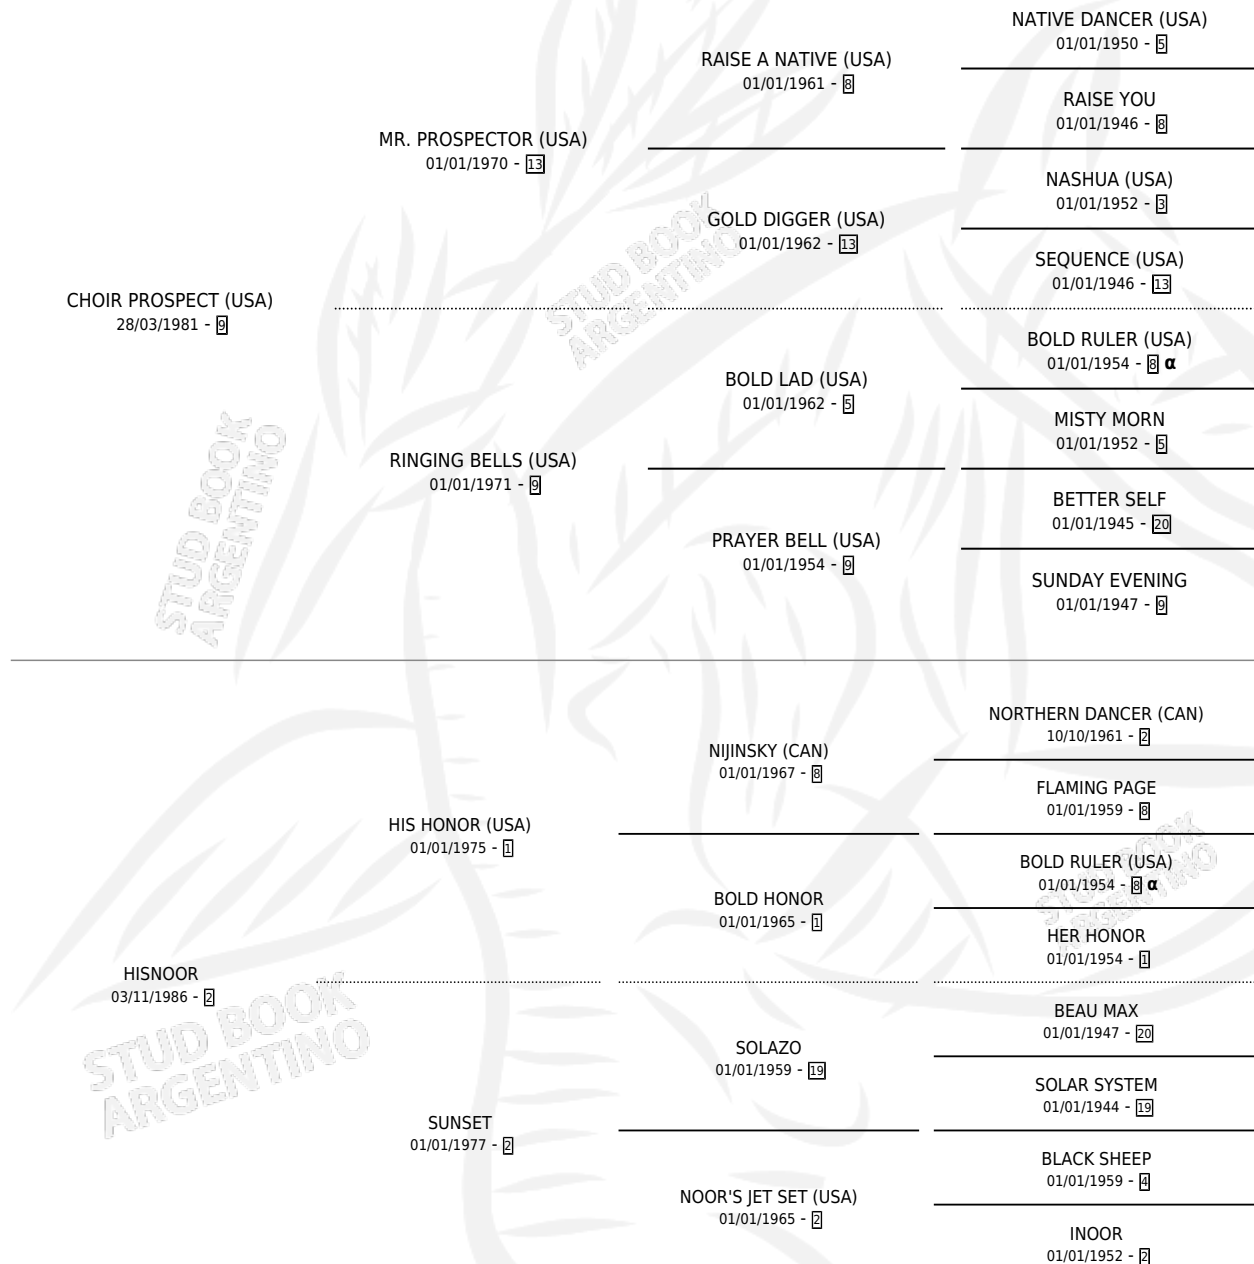 NATIVE DANCER (USA)
01/01/1950 - 5
RAISE A NATIVE (USA)
01/01/1961 - 8
RAISE YOU
01/01/1946 - 8
MR. PROSPECTOR (USA)
01/01/1970 - 13
NASHUA (USA)
01/01/1952 - 3
GOLD DIGGER (USA)
01/01/1962 - 13
SEQUENCE (USA)
01/01/1946 - 13
STUD BOOK
ARGENTINO
CHOIR PROSPECT (USA)
28/03/1981 - 9
BOLD RULER (USA)
01/01/1954 - 8 α
BOLD LAD (USA)
01/01/1962 - 5
MISTY MORN
01/01/1952 - 5
RINGING BELLS (USA)
01/01/1971 - 9
BETTER SELF
01/01/1945 - 20
PRAYER BELL (USA)
01/01/1954 - 9
SUNDAY EVENING
01/01/1947 - 9
STUD BOOK
ARGENTINO
NORTHERN DANCER (CAN)
10/10/1961 - 2
NIJINSKY (CAN)
01/01/1967 - 8
FLAMING PAGE
01/01/1959 - 8
HIS HONOR (USA)
01/01/1975 - 1
BOLD RULER (USA)
01/01/1954 - 8 α
BOLD HONOR
01/01/1965 - 1
HER HONOR
01/01/1954 - 1
STUD BOOK
ARGENTINO
HISNOOR
03/11/1986 - 2
BEAU MAX
01/01/1947 - 20
SOLAZO
01/01/1959 - 19
SOLAR SYSTEM
01/01/1944 - 19
SUNSET
01/01/1977 - 2
BLACK SHEEP
01/01/1959 - 4
NOOR'S JET SET (USA)
01/01/1965 - 2
INOOR
01/01/1952 - 2
STUD BOOK
ARGENTINO